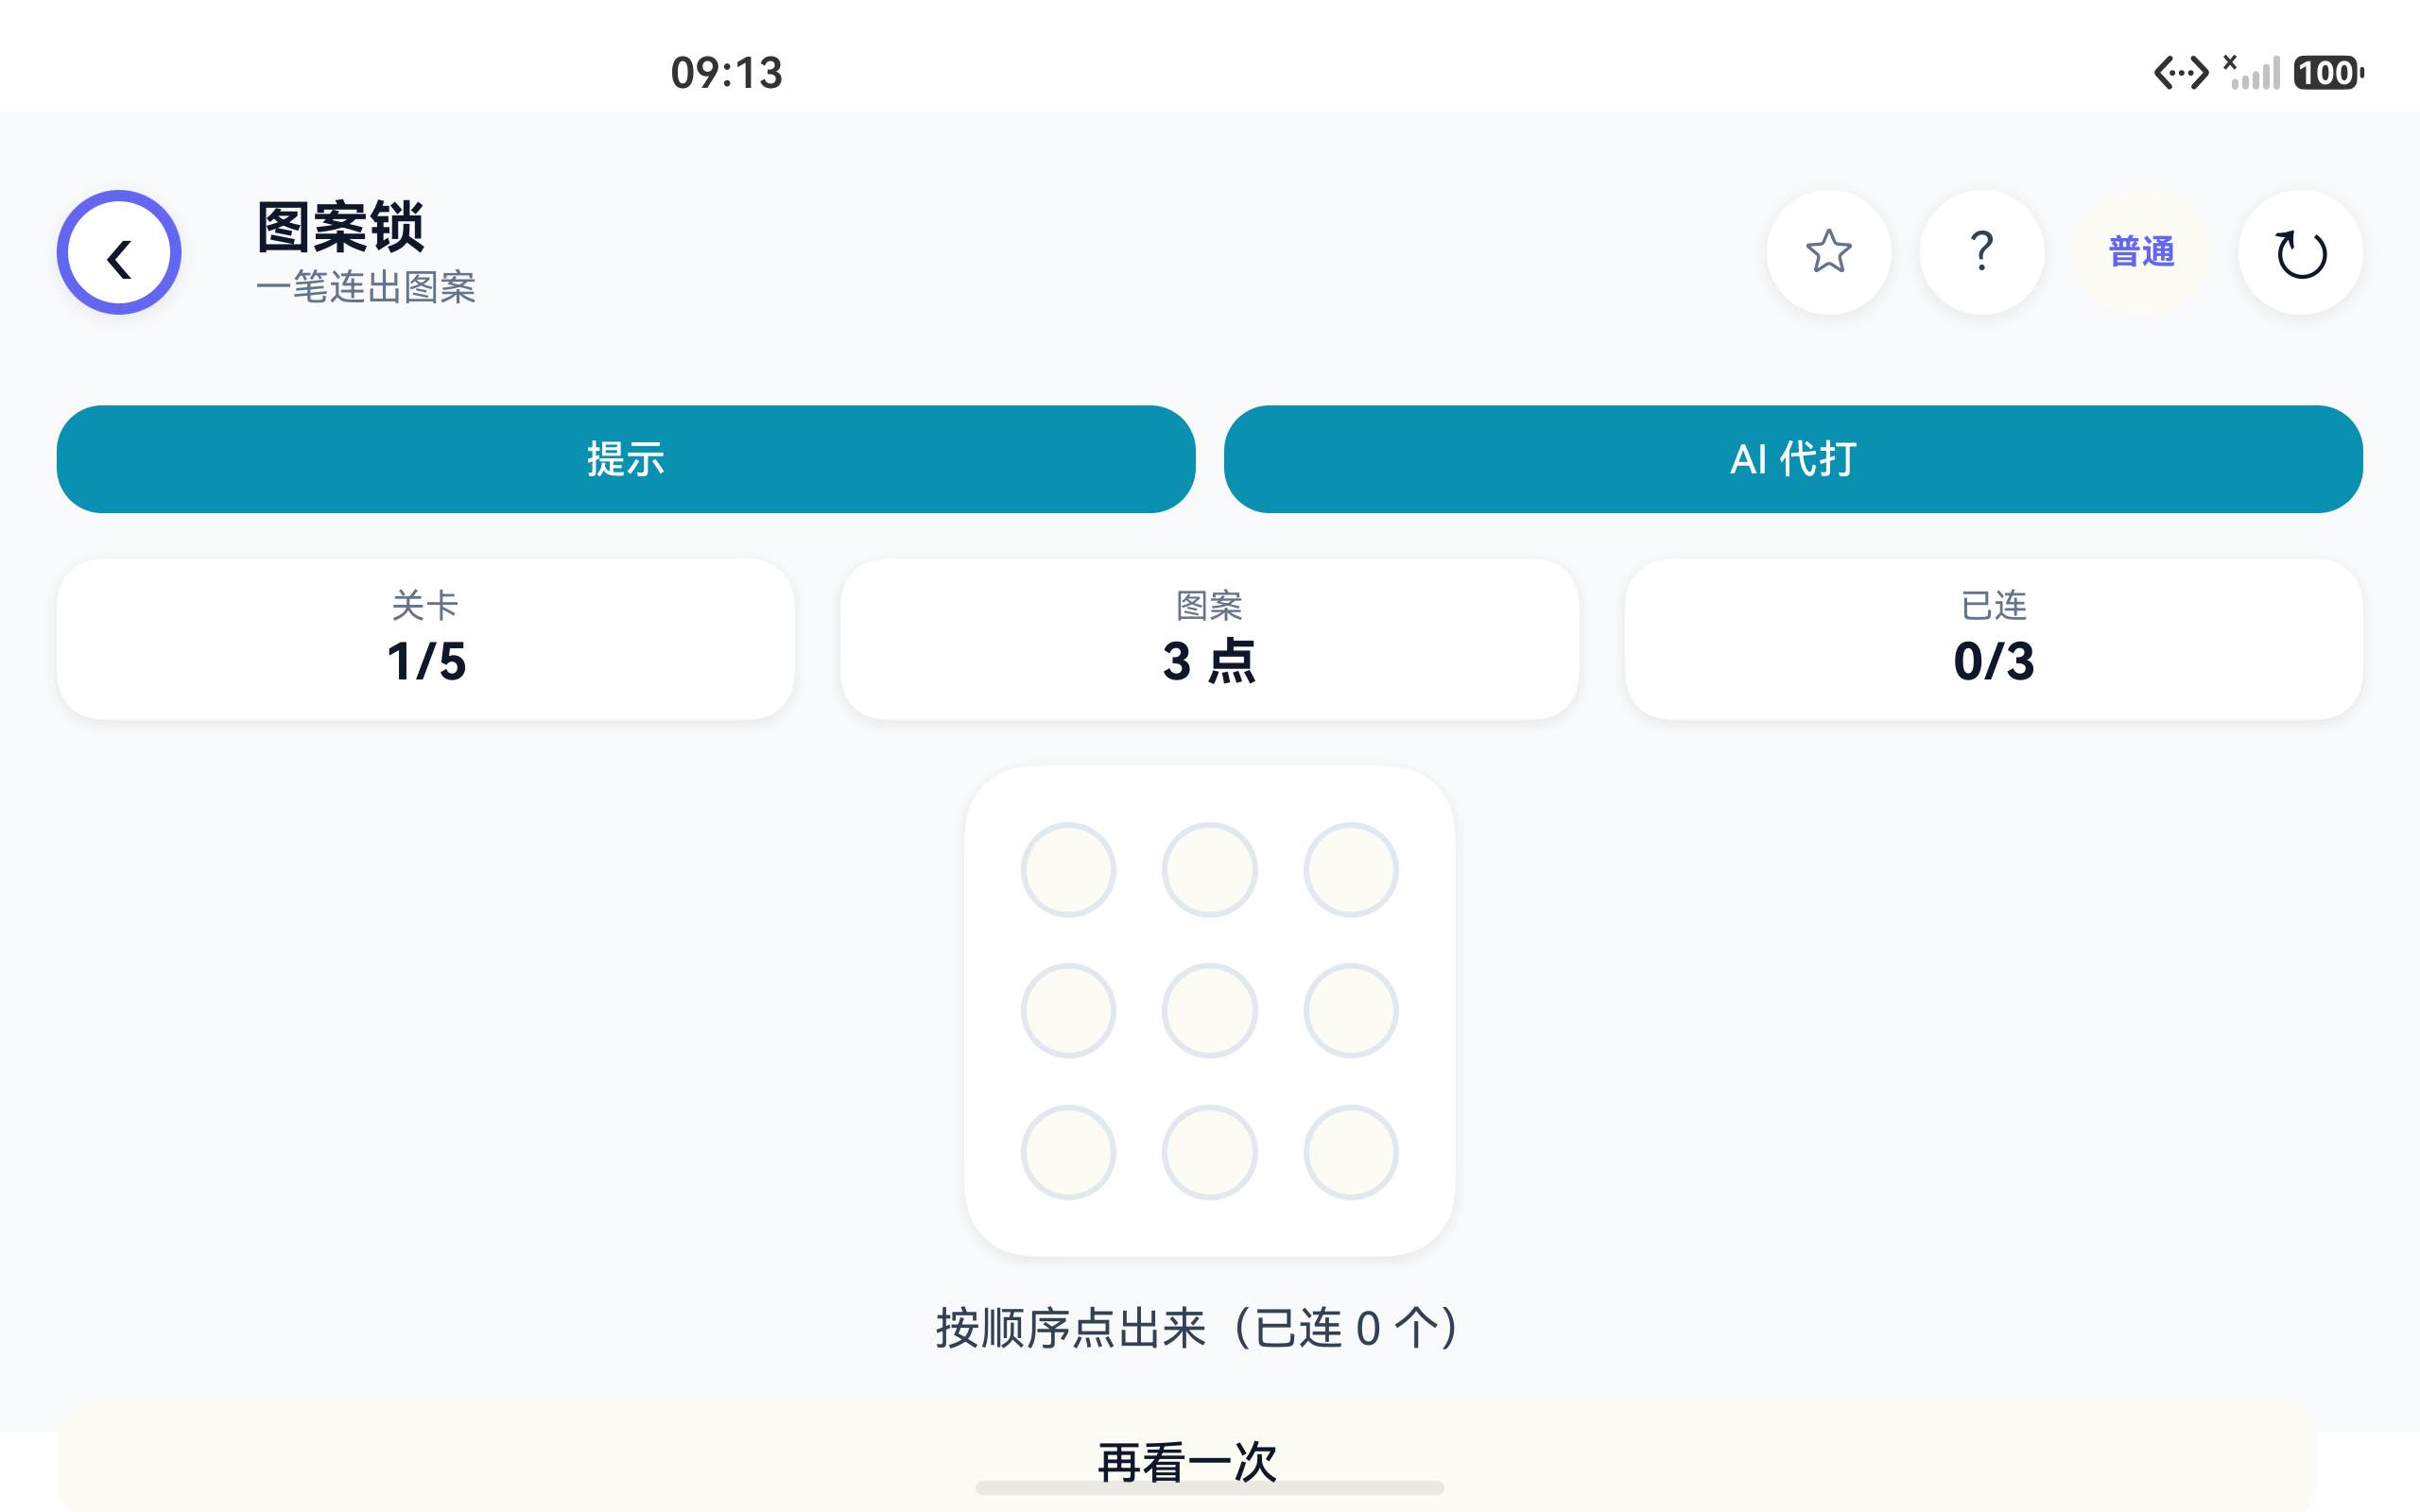 09:13
100
图案锁
一笔连出图案
?
普通
提示
AI 代打
关卡
1/5
图案
3 点
已连
0/3
按顺序点出来（已连 0 个）
再看一次